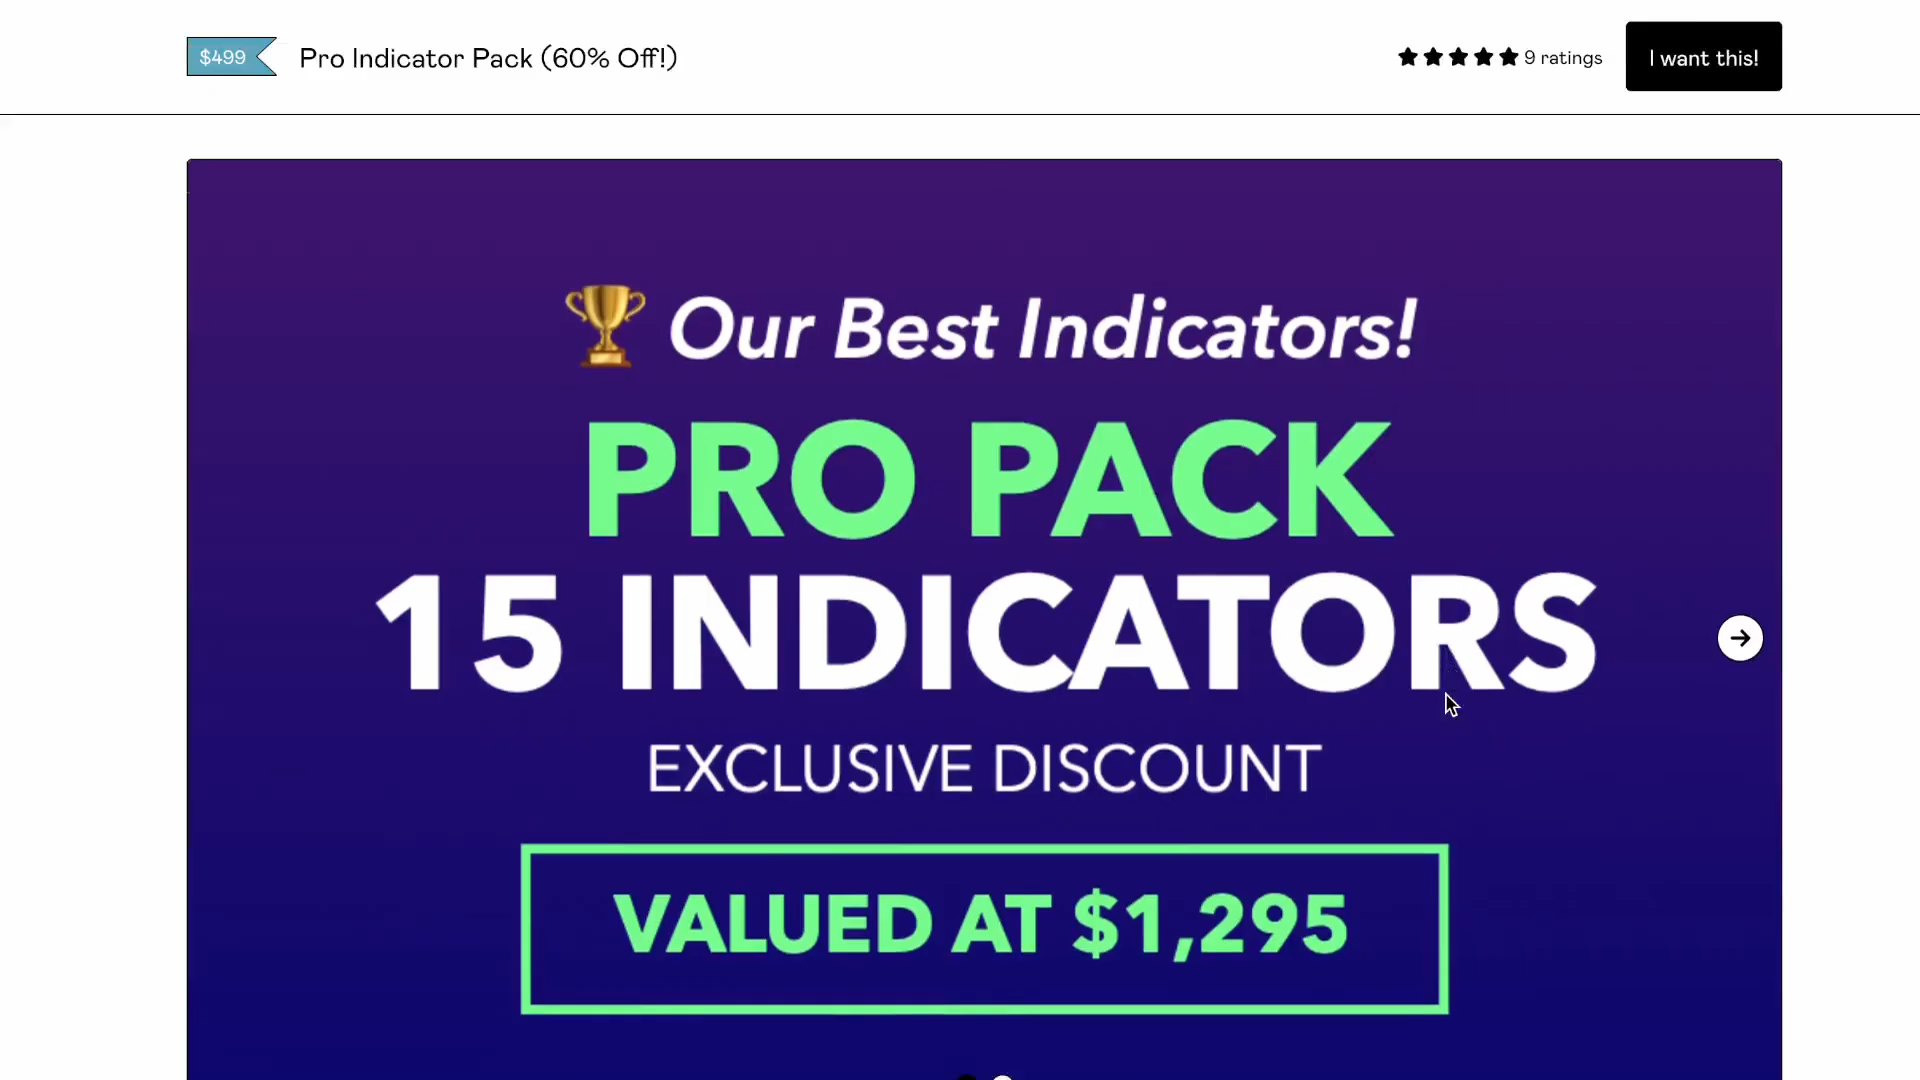 $499
Pro Indicator Pack (60% Off!)
9 ratings
I want this!
Our Best Indicators!
PRO PACK
15 INDICATORS
EXCLUSIVE DISCOUNT
VALUED AT $1,295